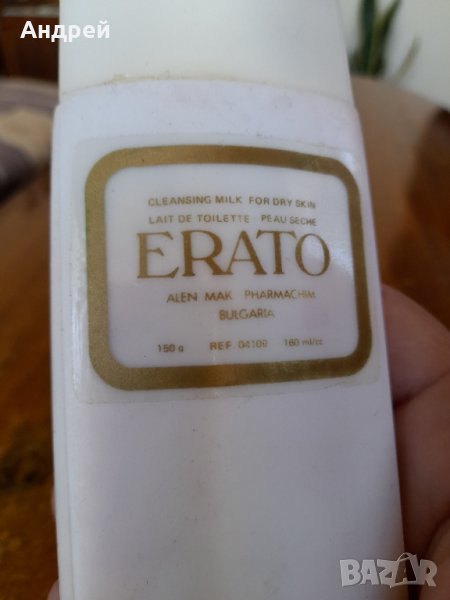 Андрей
CLEANSING MILK FOR DRY SKIN
LAIT DE TOILETTE PEAU SECHE
ERATO
ALEN MAK PHARMACHIM
BULGARIA
150 g REF. 04109 160 ml/cc
BAZAR